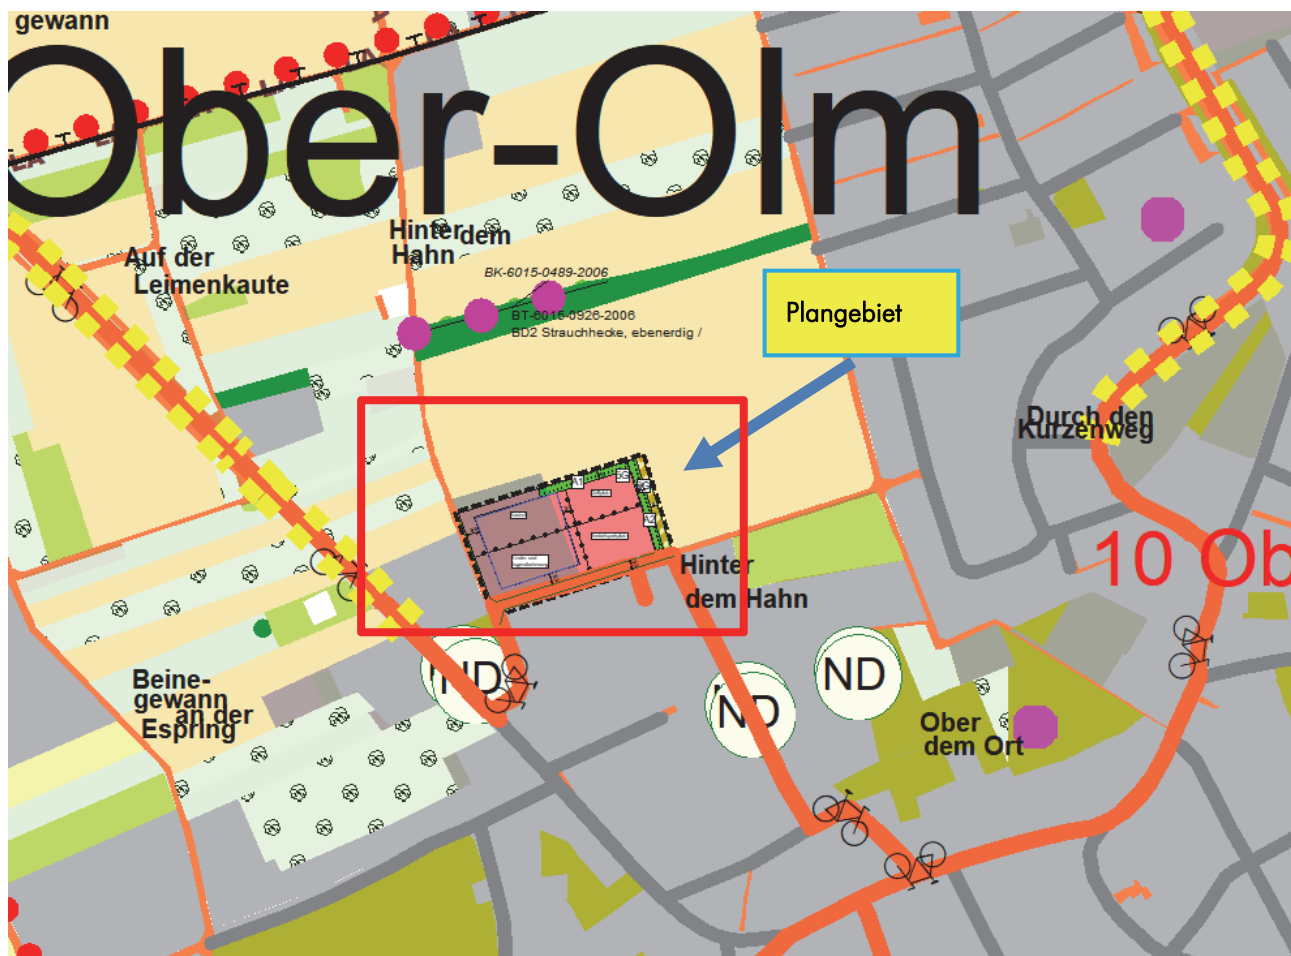 gewann
Ober-Olm
Auf der
Leimenkaute
Hinter dem
Hahn
BK-6015-0489-2006
BT-6015-0926-2006
BD2 Strauchhecke, ebenerdig /
Plangebiet
Durch den
Kurzenweg
A1
A2
Hinter
dem Hahn
10 Ob
ND
ND
ND
Beine-
gewann
an der
Espring
Ober
dem Ort